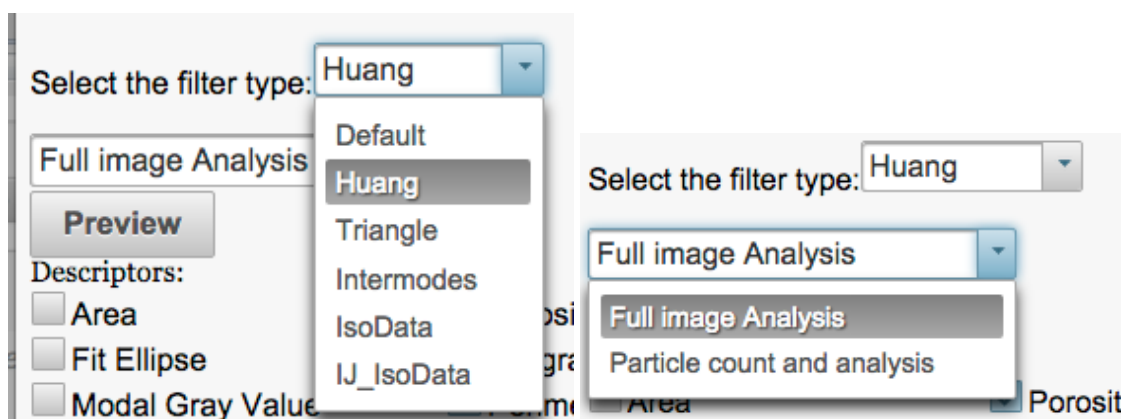 Select the filter type: Huang
Default
Huang
Triangle
Intermodes
IsoData
IJ_IsoData
Full image Analysis
Preview
Descriptors:
Area
Fit Ellipse
Modal Gray Value
Select the filter type: Huang
Full image Analysis
Full image Analysis
Particle count and analysis
Area
Porosit